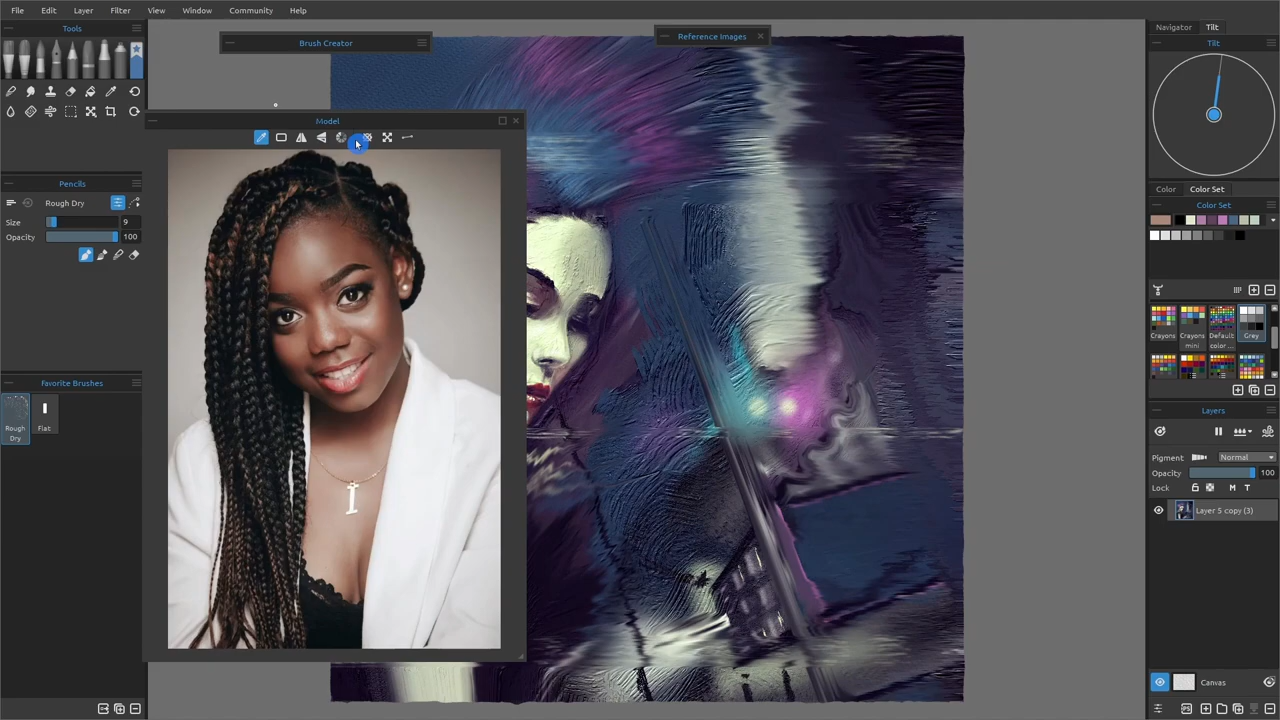 File Edit Layer Filter View Window Community Help
Tools
Brush Creator
Reference Images
Navigator Tilt
Tilt
Model
Pencils
Rough Dry
Size 9
Opacity 100
Color Color Set
Color Set
Crayons Crayons mini Default color ... Grey
Favorite Brushes
Rough Dry Flat
Layers
Pigment Normal
Opacity 100
Lock M T
Layer 5 copy (3)
I
Canvas
PS